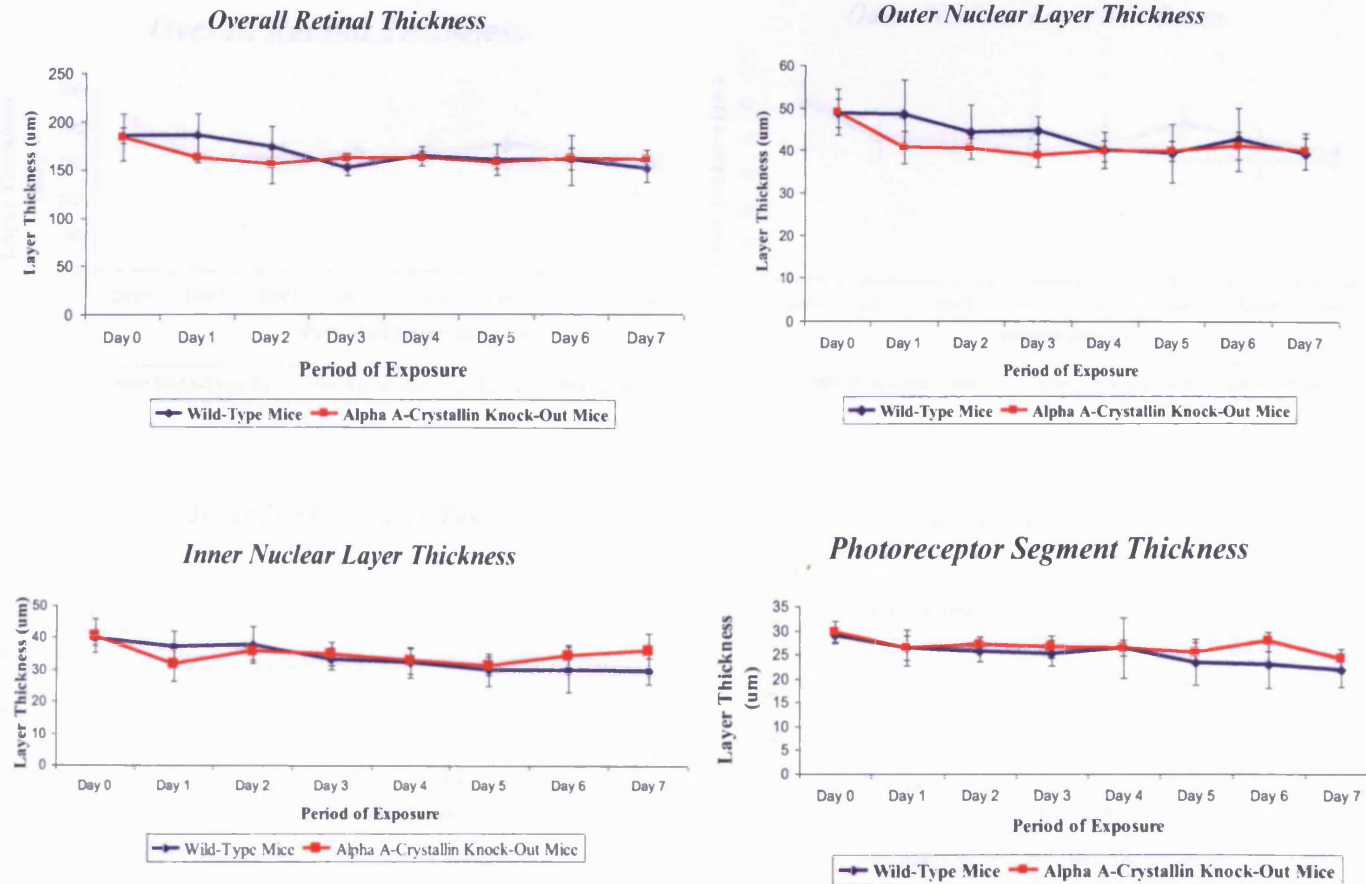 Overall Retinal Thickness
Layer Thickness (um)
250
200
150
100
50
0
Day 0 Day 1 Day 2 Day 3 Day 4 Day 5 Day 6 Day 7
Period of Exposure
Wild-Type Mice Alpha A-Crystallin Knock-Out Mice
Outer Nuclear Layer Thickness
Layer Thickness (um)
60
50
40
30
20
10
0
Day 0 Day 1 Day 2 Day 3 Day 4 Day 5 Day 6 Day 7
Period of Exposure
Wild-Type Mice Alpha A-Crystallin Knock-Out Mice
Inner Nuclear Layer Thickness
Layer Thickness (um)
50
40
30
20
10
0
Day 0 Day 1 Day 2 Day 3 Day 4 Day 5 Day 6 Day 7
Period of Exposure
Wild-Type Mice Alpha A-Crystallin Knock-Out Mice
Photoreceptor Segment Thickness
Layer Thickness
(um)
35
30
25
20
15
10
5
0
Day 0 Day 1 Day 2 Day 3 Day 4 Day 5 Day 6 Day 7
Period of Exposure
Wild-Type Mice Alpha A-Crystallin Knock-Out Mice